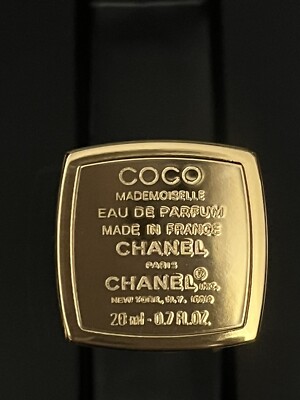 COCO
MADEMOISELLE
EAU DE PARFUM
MADE IN FRANCE
CHANEL
PARIS
CHANEL® INC.
NEW YORK, N.Y. 10019
20 ml - 0.7 FL.OZ.